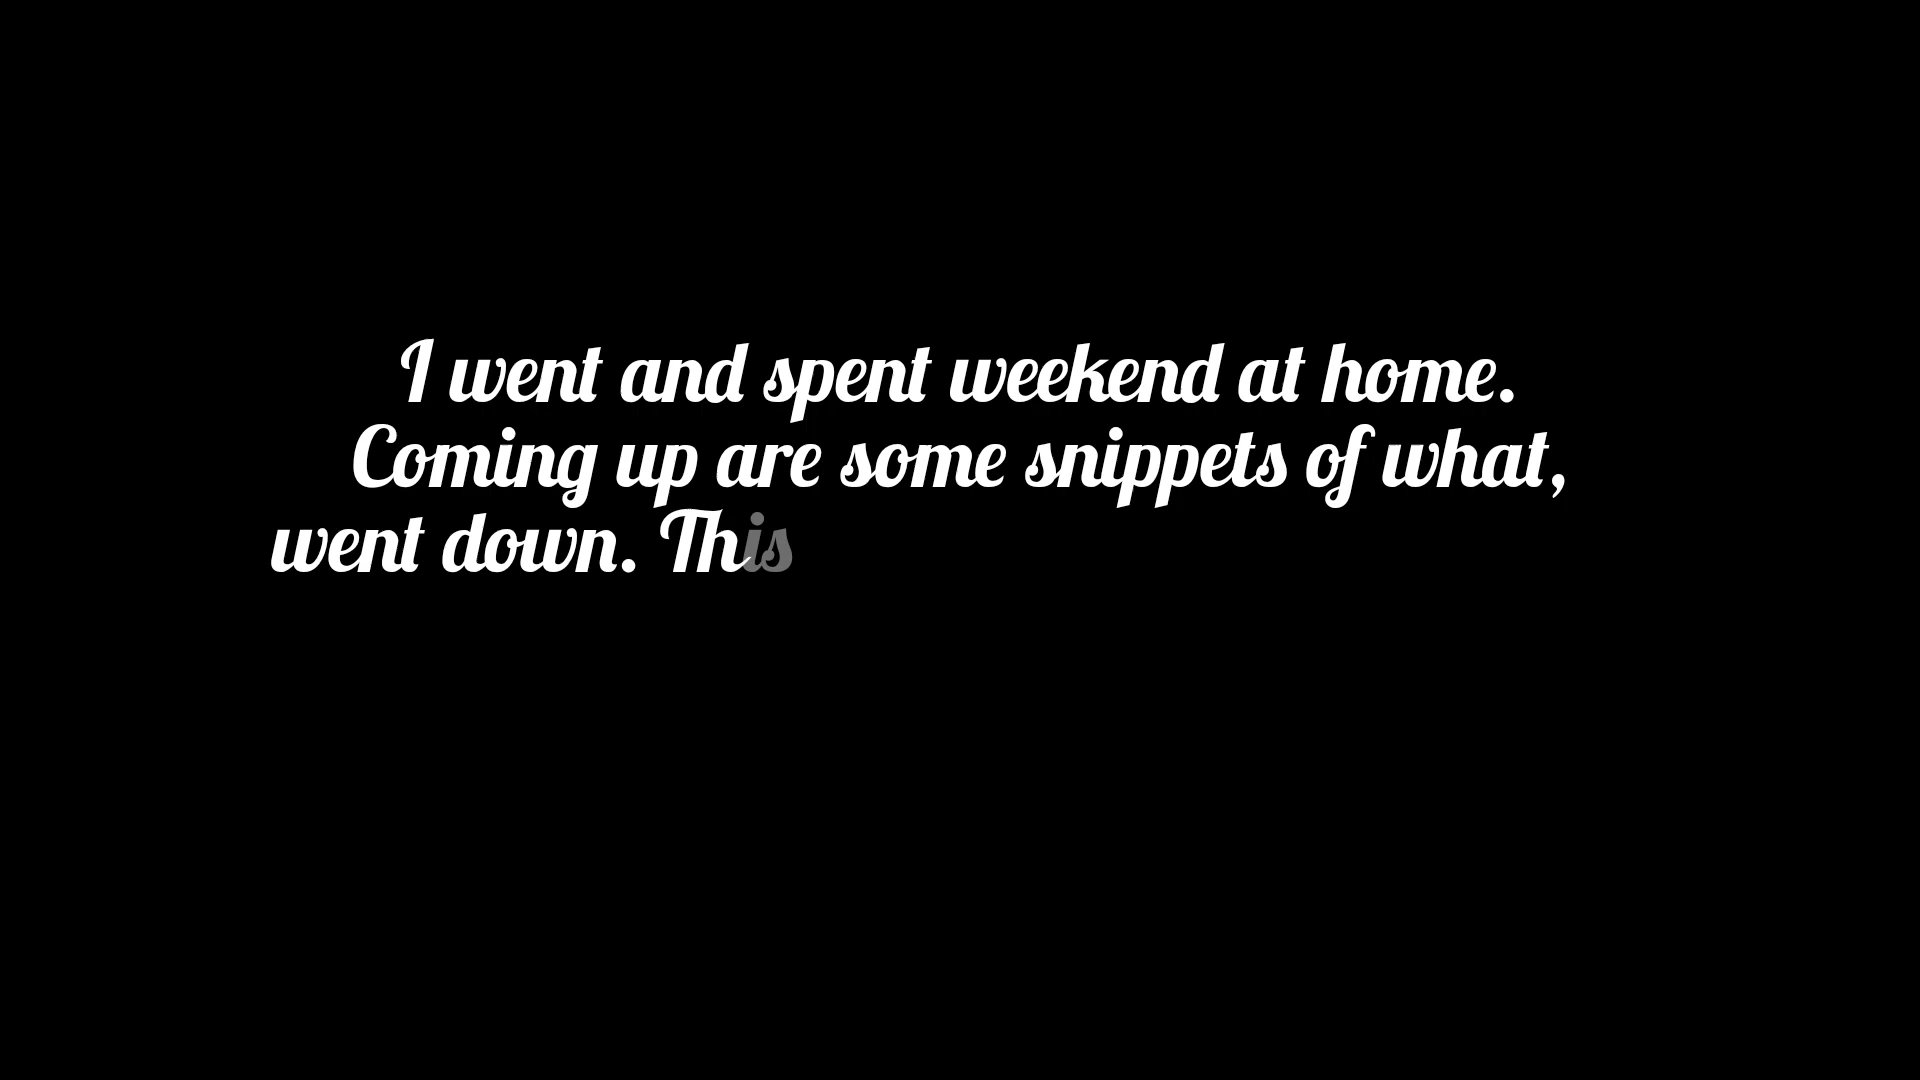 I went and spent weekend at home.
Coming up are some snippets of what,
went down. This